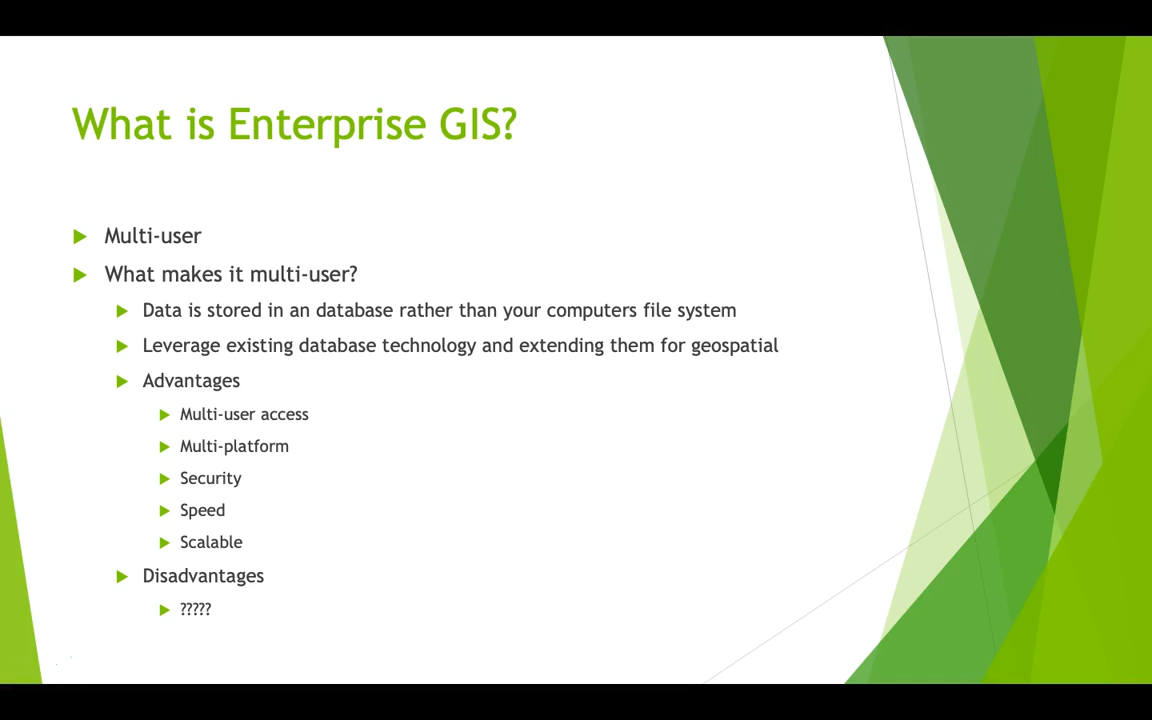 What is Enterprise GIS?
Multi-user
What makes it multi-user?
Data is stored in an database rather than your computers file system
Leverage existing database technology and extending them for geospatial
Advantages
Multi-user access
Multi-platform
Security
Speed
Scalable
Disadvantages
?????